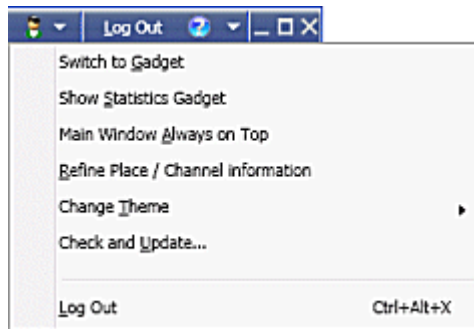 Log Out
Switch to Gadget
Show Statistics Gadget
Main Window Always on Top
Refine Place / Channel information
Change Theme
Check and Update...
Log Out Ctrl+Alt+X